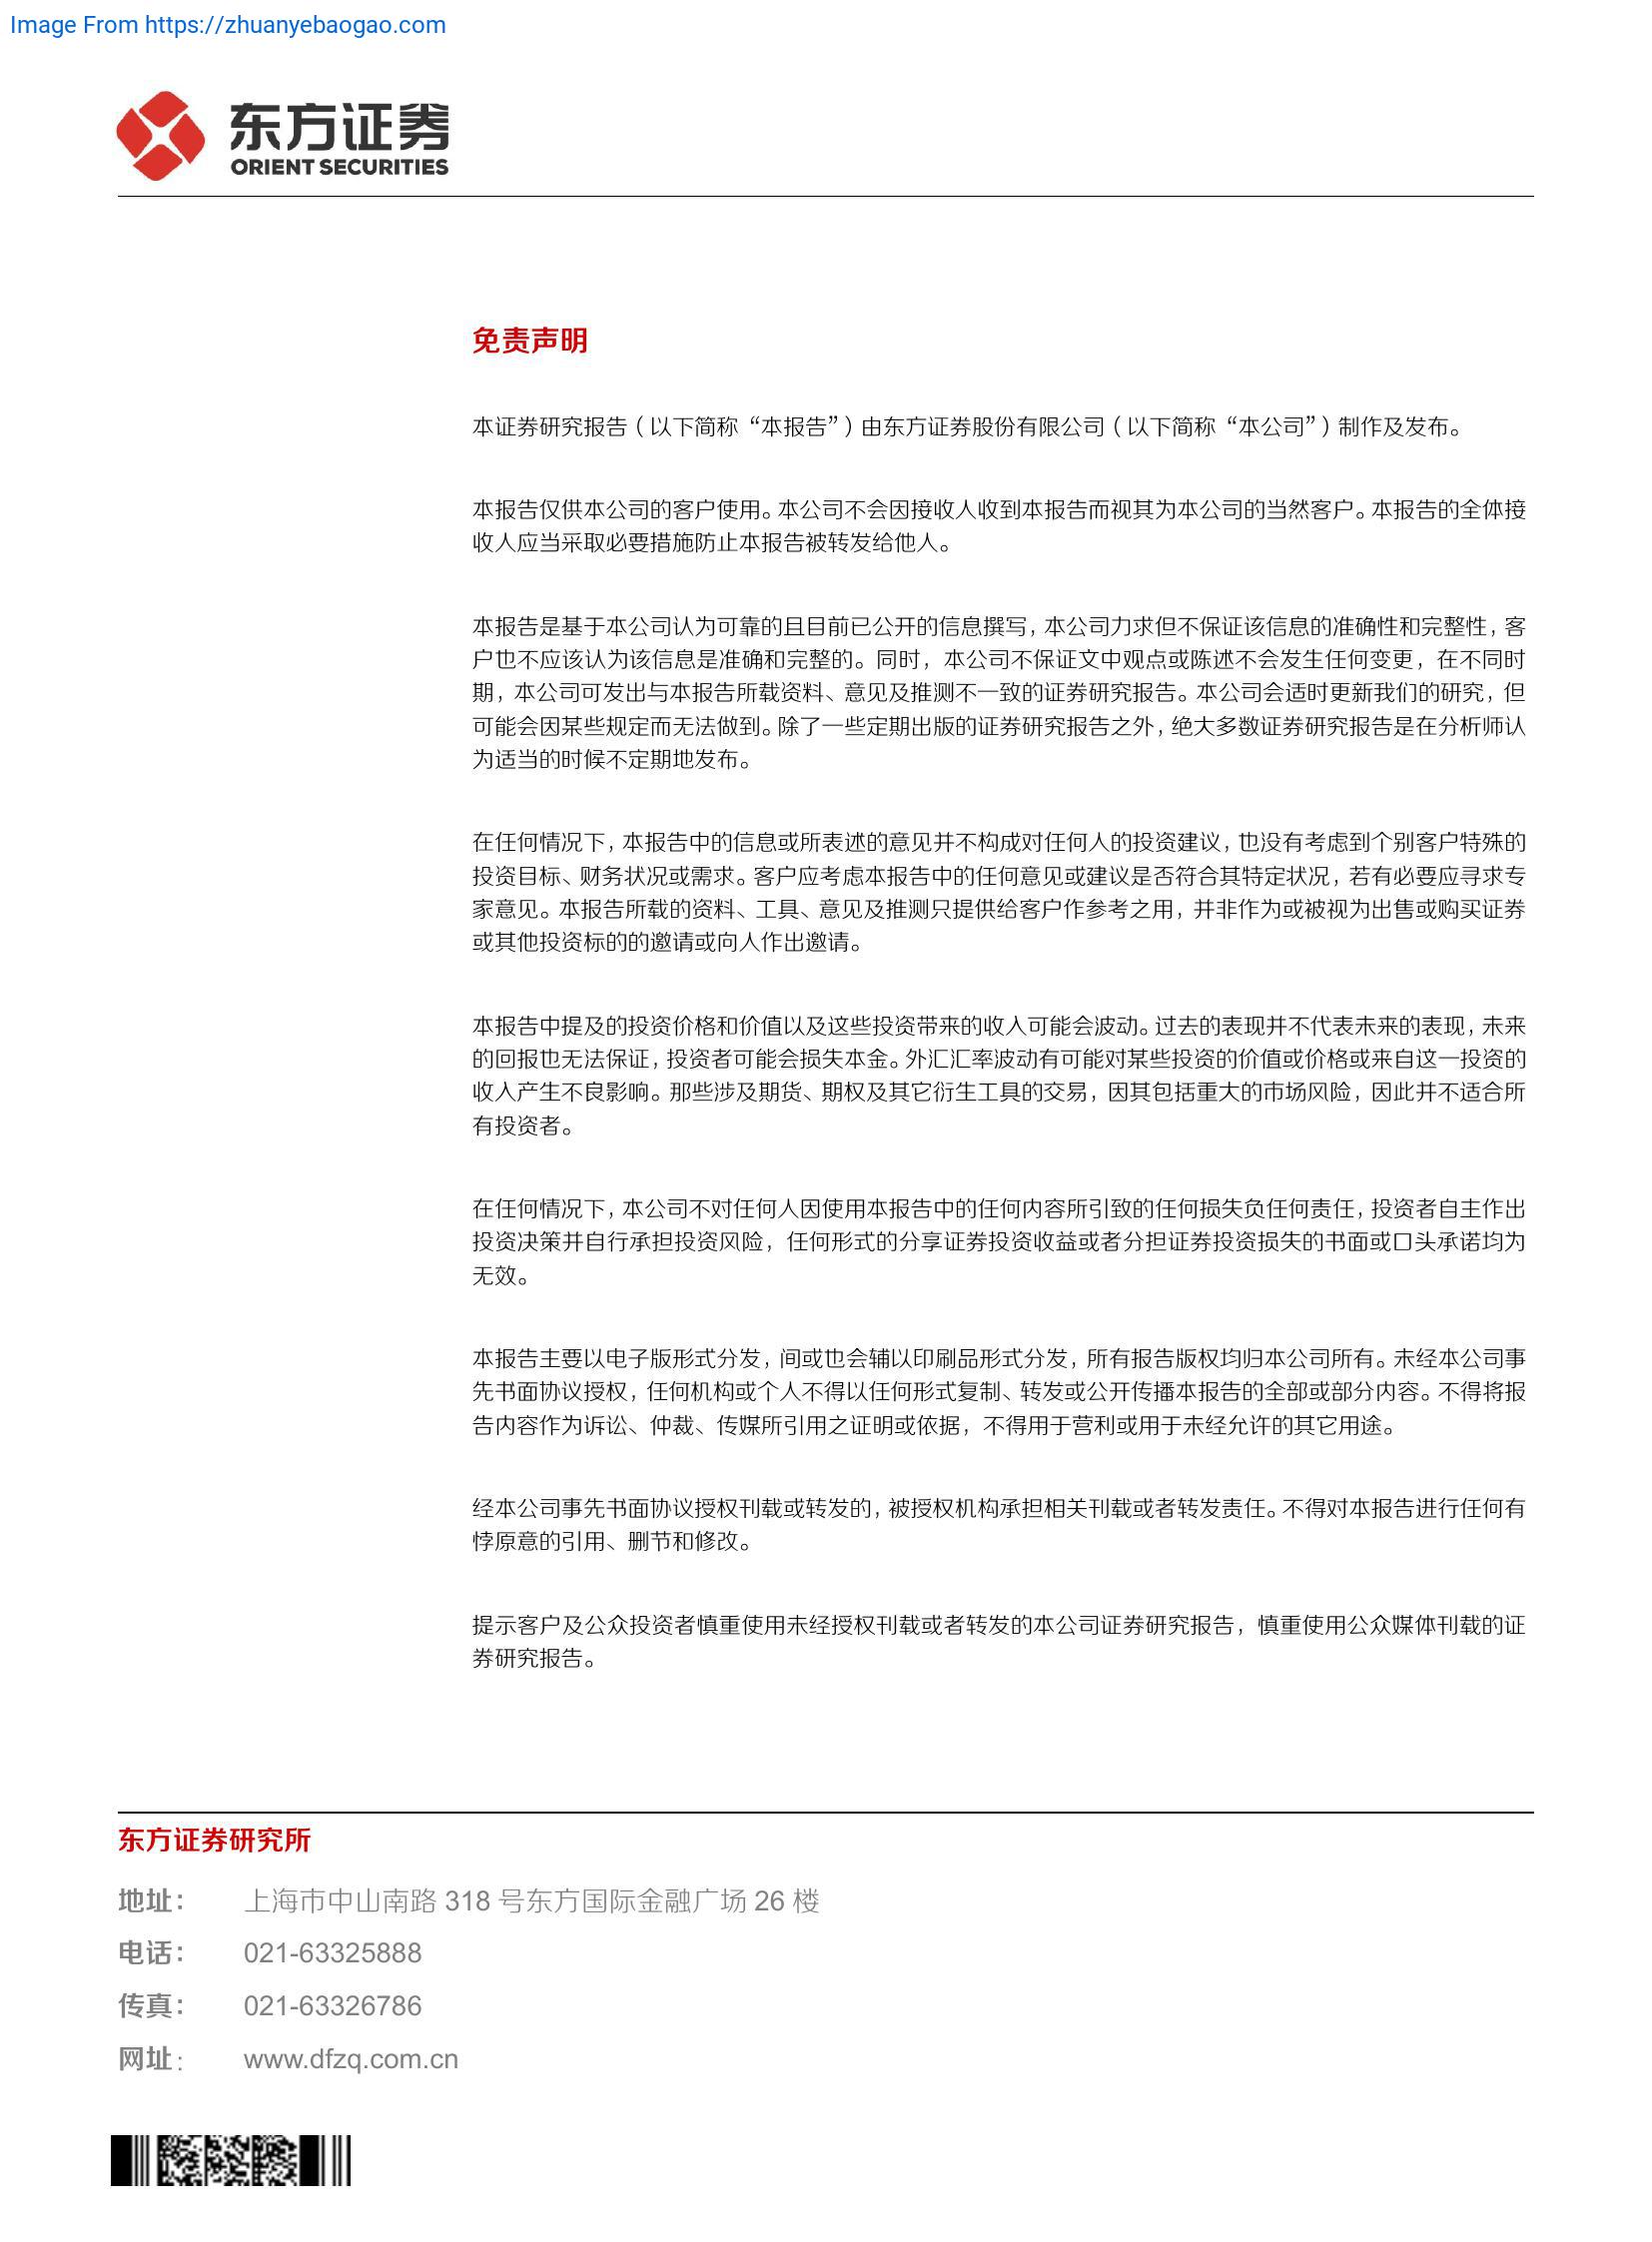 Image From https://zhuanyebaogao.com
东方证券
ORIENT SECURITIES
免责声明
本证券研究报告（以下简称“本报告”）由东方证券股份有限公司（以下简称“本公司”）制作及发布。
本报告仅供本公司的客户使用。本公司不会因接收人收到本报告而视其为本公司的当然客户。本报告的全体接
收人应当采取必要措施防止本报告被转发给他人。
本报告是基于本公司认为可靠的且目前已公开的信息撰写，本公司力求但不保证该信息的准确性和完整性，客
户也不应该认为该信息是准确和完整的。同时，本公司不保证文中观点或陈述不会发生任何变更，在不同时
期，本公司可发出与本报告所载资料、意见及推测不一致的证券研究报告。本公司会适时更新我们的研究，但
可能会因某些规定而无法做到。除了一些定期出版的证券研究报告之外，绝大多数证券研究报告是在分析师认
为适当的时候不定期地发布。
在任何情况下，本报告中的信息或所表述的意见并不构成对任何人的投资建议，也没有考虑到个别客户特殊的
投资目标、财务状况或需求。客户应考虑本报告中的任何意见或建议是否符合其特定状况，若有必要应寻求专
家意见。本报告所载的资料、工具、意见及推测只提供给客户作参考之用，并非作为或被视为出售或购买证券
或其他投资标的的邀请或向人作出邀请。
本报告中提及的投资价格和价值以及这些投资带来的收入可能会波动。过去的表现并不代表未来的表现，未来
的回报也无法保证，投资者可能会损失本金。外汇汇率波动有可能对某些投资的价值或价格或来自这一投资的
收入产生不良影响。那些涉及期货、期权及其它衍生工具的交易，因其包括重大的市场风险，因此并不适合所
有投资者。
在任何情况下，本公司不对任何人因使用本报告中的任何内容所引致的任何损失负任何责任，投资者自主作出
投资决策并自行承担投资风险，任何形式的分享证券投资收益或者分担证券投资损失的书面或口头承诺均为
无效。
本报告主要以电子版形式分发，间或也会辅以印刷品形式分发，所有报告版权均归本公司所有。未经本公司事
先书面协议授权，任何机构或个人不得以任何形式复制、转发或公开传播本报告的全部或部分内容。不得将报
告内容作为诉讼、仲裁、传媒所引用之证明或依据，不得用于营利或用于未经允许的其它用途。
经本公司事先书面协议授权刊载或转发的，被授权机构承担相关刊载或者转发责任。不得对本报告进行任何有
悖原意的引用、删节和修改。
提示客户及公众投资者慎重使用未经授权刊载或者转发的本公司证券研究报告，慎重使用公众媒体刊载的证
券研究报告。
东方证券研究所
地址： 上海市中山南路 318 号东方国际金融广场 26 楼
电话： 021-63325888
传真： 021-63326786
网址： www.dfzq.com.cn